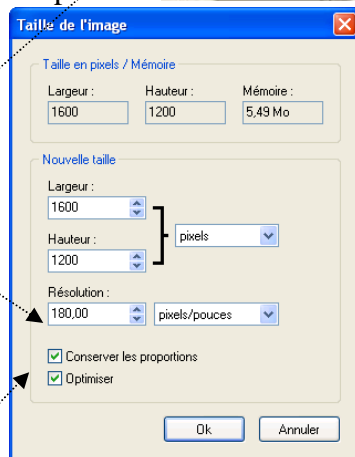 Taille de l'image
Taille en pixels / Mémoire
Largeur : Hauteur : Mémoire :
1600 1200 5,49 Mo
Nouvelle taille
Largeur :
1600
pixels
Hauteur :
1200
Résolution :
180,00 pixels/pouces
Conserver les proportions
Optimiser
Ok Annuler